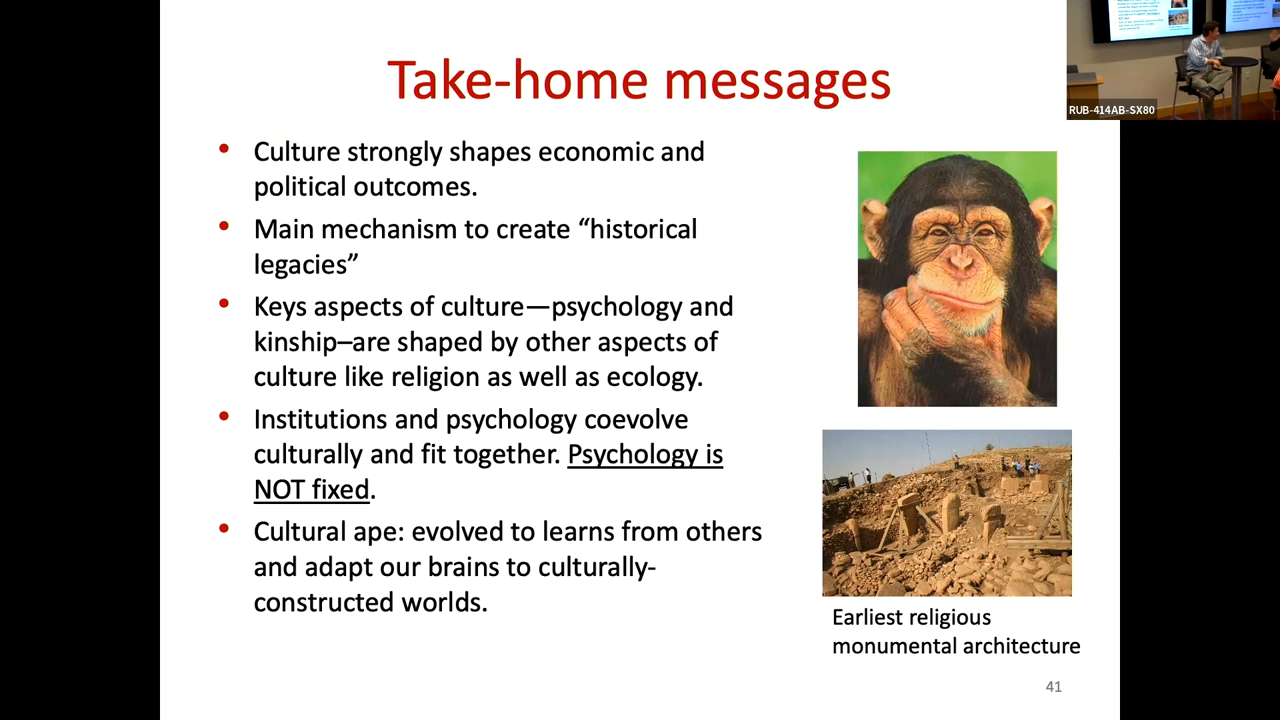 Take-home messages
RUB-414AB-SX80
• Culture strongly shapes economic and
political outcomes.
• Main mechanism to create “historical
legacies”
• Keys aspects of culture—psychology and
kinship–are shaped by other aspects of
culture like religion as well as ecology.
• Institutions and psychology coevolve
culturally and fit together. Psychology is
NOT fixed.
• Cultural ape: evolved to learns from others
and adapt our brains to culturally-
constructed worlds.
Earliest religious
monumental architecture
41